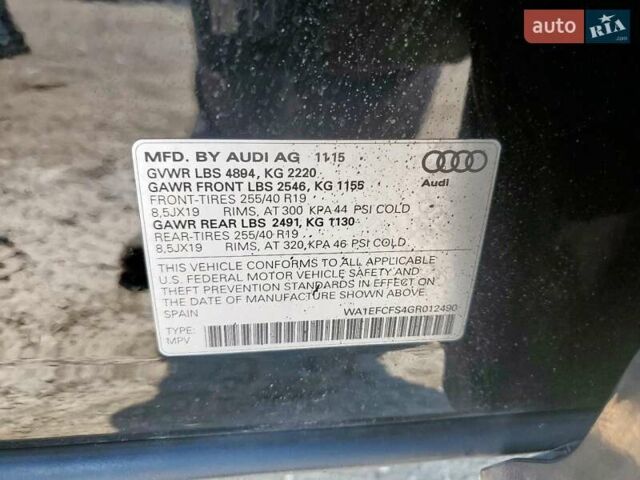 auto RIA.com
MFD. BY AUDI AG 11.15
GVWR LBS 4894, KG 2220
GAWR FRONT LBS 2546, KG 1155
FRONT-TIRES 255/40 R19
8,5JX19 RIMS, AT 300 KPA 44 PSI COLD
GAWR REAR LBS 2491, KG 1130
REAR-TIRES 255/40 R19
8,5JX19 RIMS, AT 320,KPA 46 PSI COLD
Audi
THIS VEHICLE CONFORMS TO ALL APPLICABLE
U.S. FEDERAL MOTOR VEHICLE SAFETY AND
THEFT PREVENTION STANDARDS IN EFFECT ON
THE DATE OF MANUFACTURE SHOWN ABOVE.
SPAIN WA1EFCFS4GR012490
TYPE:
MPV